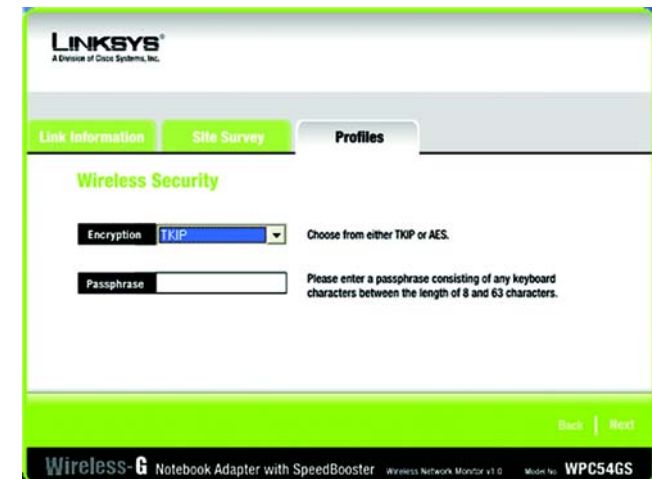 LINKSYS®
A Division of Cisco Systems, Inc.
Link Information
Site Survey
Profiles
Wireless Security
Encryption
TKIP
Choose from either TKIP or AES.
Passphrase
Please enter a passphrase consisting of any keyboard
characters between the length of 8 and 63 characters.
Back | Next
Wireless-G Notebook Adapter with SpeedBooster Wireless Network Monitor v1.0 Model No. WPC54GS